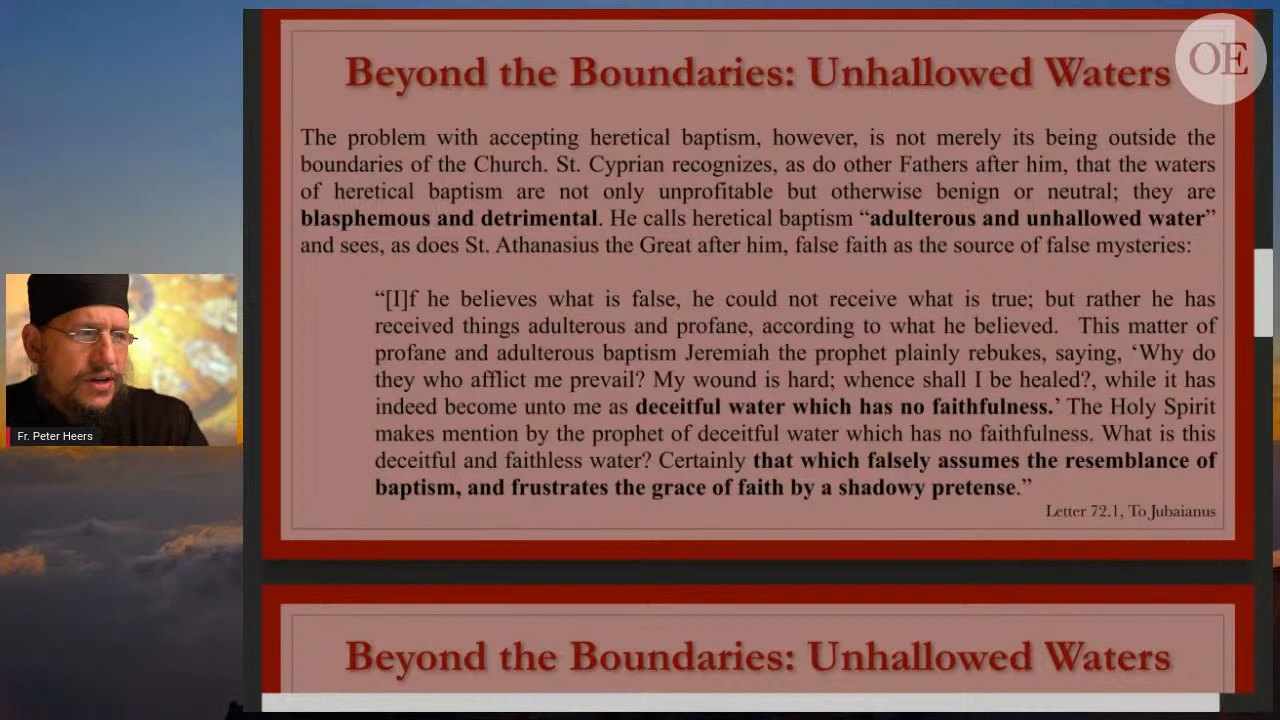 Beyond the Boundaries: Unhallowed Waters
OE
The problem with accepting heretical baptism, however, is not merely its being outside the
boundaries of the Church. St. Cyprian recognizes, as do other Fathers after him, that the waters
of heretical baptism are not only unprofitable but otherwise benign or neutral; they are
blasphemous and detrimental. He calls heretical baptism “adulterous and unhallowed water”
and sees, as does St. Athanasius the Great after him, false faith as the source of false mysteries:
“[I]f he believes what is false, he could not receive what is true; but rather he has
received things adulterous and profane, according to what he believed. This matter of
profane and adulterous baptism Jeremiah the prophet plainly rebukes, saying, ‘Why do
they who afflict me prevail? My wound is hard; whence shall I be healed?, while it has
indeed become unto me as deceitful water which has no faithfulness.’ The Holy Spirit
makes mention by the prophet of deceitful water which has no faithfulness. What is this
deceitful and faithless water? Certainly that which falsely assumes the resemblance of
baptism, and frustrates the grace of faith by a shadowy pretense.”
Letter 72.1, To Jubaianus
Fr. Peter Heers
Beyond the Boundaries: Unhallowed Waters